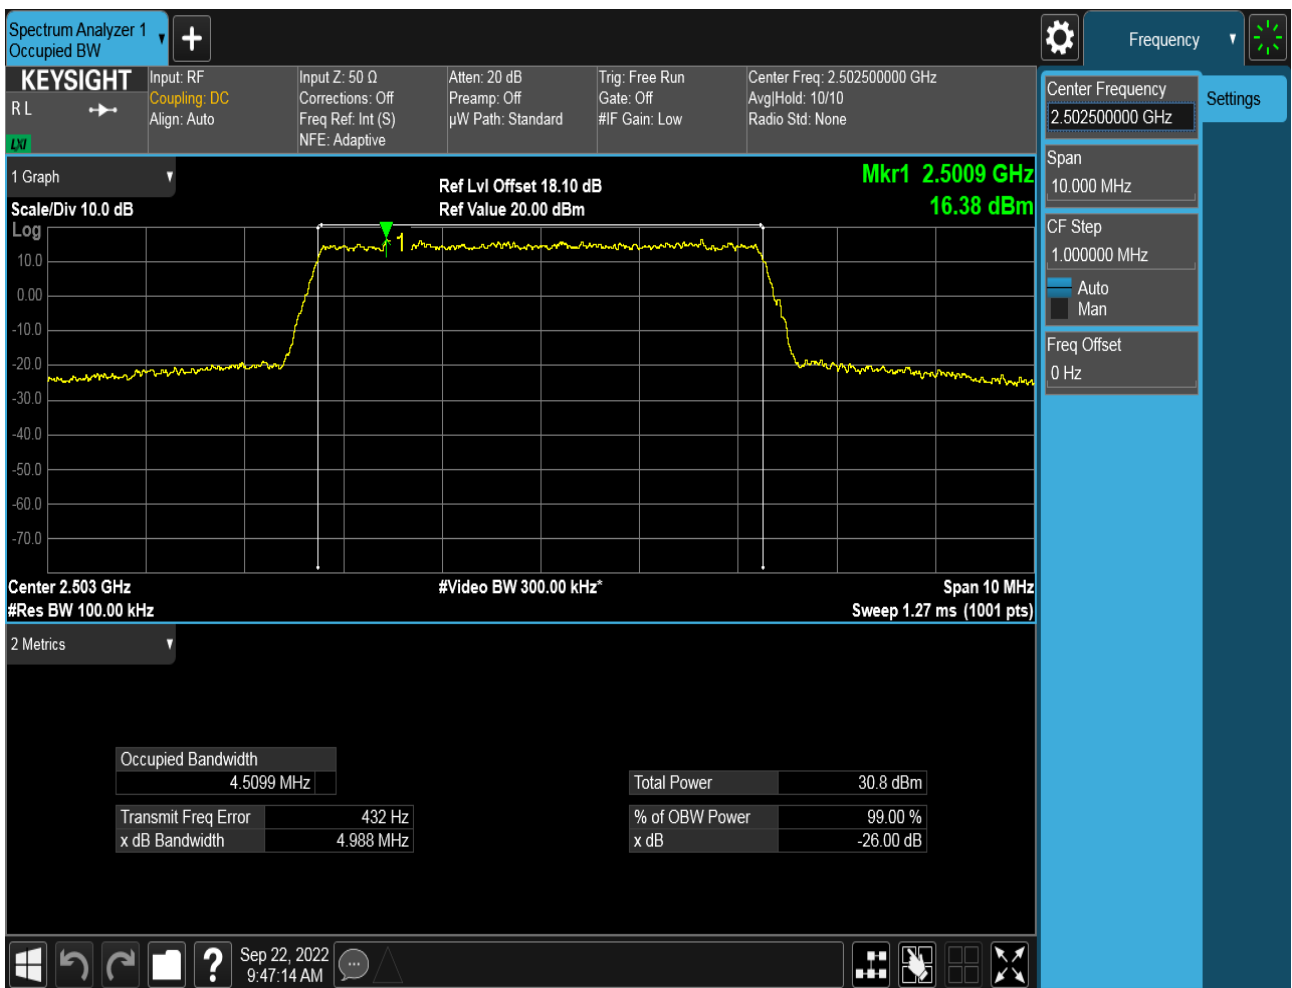 Spectrum Analyzer 1
Occupied BW
Frequency
KEYSIGHT
R L
LXI
Input: RF
Coupling: DC
Align: Auto
Input Z: 50 Ω
Corrections: Off
Freq Ref: Int (S)
NFE: Adaptive
Atten: 20 dB
Preamp: Off
µW Path: Standard
Trig: Free Run
Gate: Off
#IF Gain: Low
Center Freq: 2.502500000 GHz
Avg|Hold: 10/10
Radio Std: None
Center Frequency
2.502500000 GHz
Settings
Span
10.000 MHz
CF Step
1.000000 MHz
Auto
Man
Freq Offset
0 Hz
1 Graph
Scale/Div 10.0 dB
Ref Lvl Offset 18.10 dB
Ref Value 20.00 dBm
Mkr1 2.5009 GHz
16.38 dBm
Log
1
10.0
0.00
-10.0
-20.0
-30.0
-40.0
-50.0
-60.0
-70.0
Center 2.503 GHz
#Video BW 300.00 kHz*
Span 10 MHz
#Res BW 100.00 kHz
Sweep 1.27 ms (1001 pts)
2 Metrics
Occupied Bandwidth
4.5099 MHz
Total Power 30.8 dBm
Transmit Freq Error 432 Hz
% of OBW Power 99.00 %
x dB Bandwidth 4.988 MHz
x dB -26.00 dB
?
Sep 22, 2022
9:47:14 AM